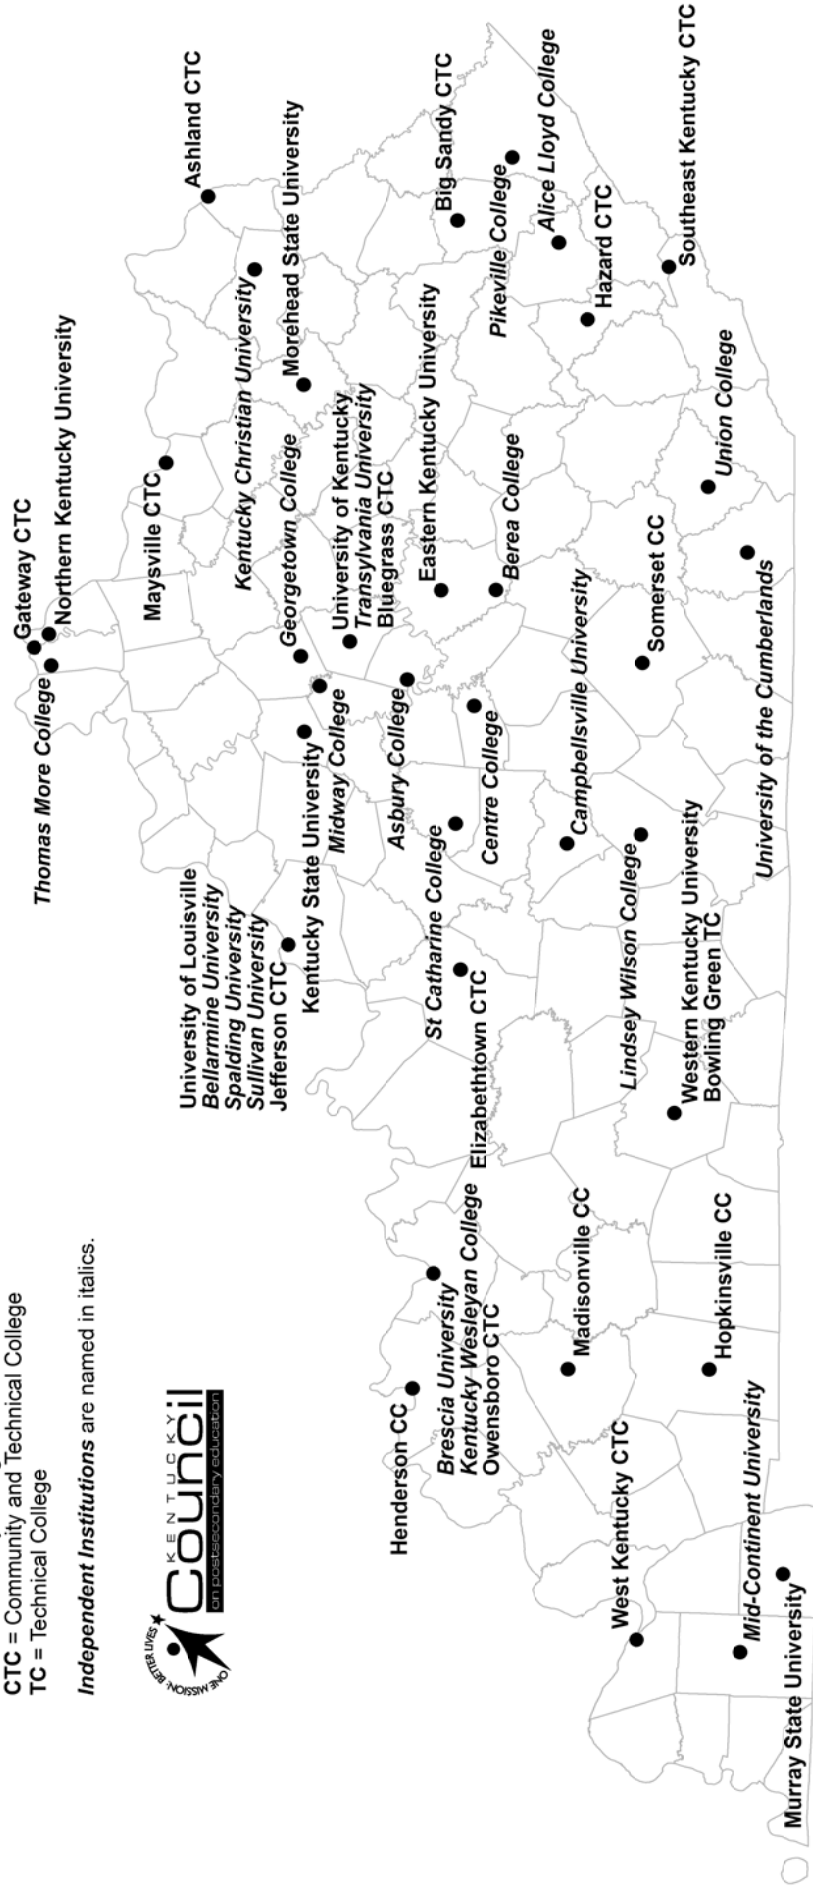 CTC = Community and Technical College
TC = Technical College
Independent Institutions are named in italics.
ONE MISSION: BETTER LIVES
KENTUCKY
Council
on postsecondary education
Gateway CTC
Northern Kentucky University
Thomas More College
Ashland CTC
Maysville CTC
Kentucky Christian University
Morehead State University
University of Louisville
Bellarmine University
Spalding University
Sullivan University
Jefferson CTC
Georgetown College
Kentucky State University
Midway College
University of Kentucky
Transylvania University
Bluegrass CTC
Asbury College
Eastern Kentucky University
Big Sandy CTC
Henderson CC
Brescia University
Kentucky Wesleyan College
Owensboro CTC
Elizabethtown CTC
St Catharine College
Centre College
Berea College
Pikeville College
Alice Lloyd College
Hazard CTC
Madisonville CC
Campbellsville University
West Kentucky CTC
Lindsey Wilson College
Somerset CC
Southeast Kentucky CTC
Western Kentucky University
Bowling Green TC
Union College
Hopkinsville CC
Mid-Continent University
University of the Cumberlands
Murray State University